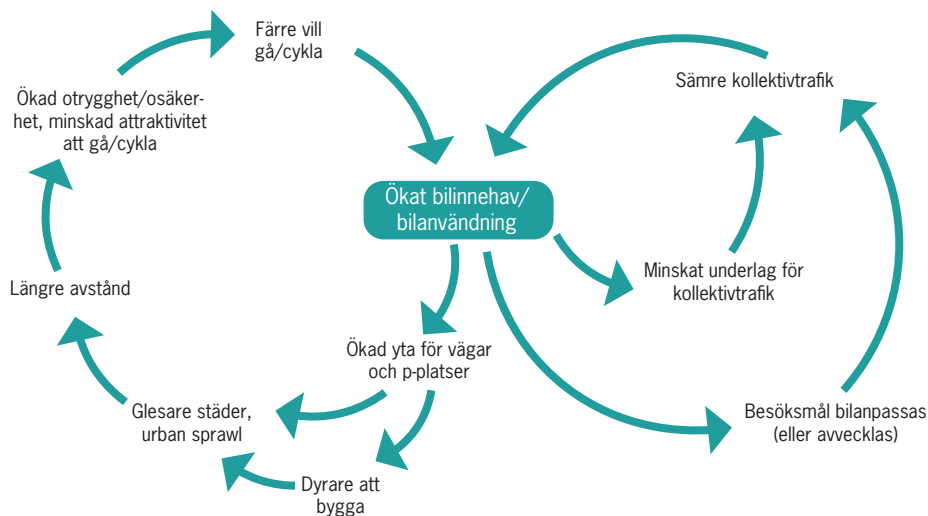 Färre vill
gå/cykla
Sämre kollektivtrafik
Ökad otrygghet/osäker-
het, minskad attraktivitet
att gå/cykla
Ökat bilinnehav/
bilanvändning
Minskat underlag för
kollektivtrafik
Längre avstånd
Ökad yta för vägar
och p-platser
Glesare städer,
urban sprawl
Besöksmål bilanpassas
(eller avvecklas)
Dyrare att
bygga